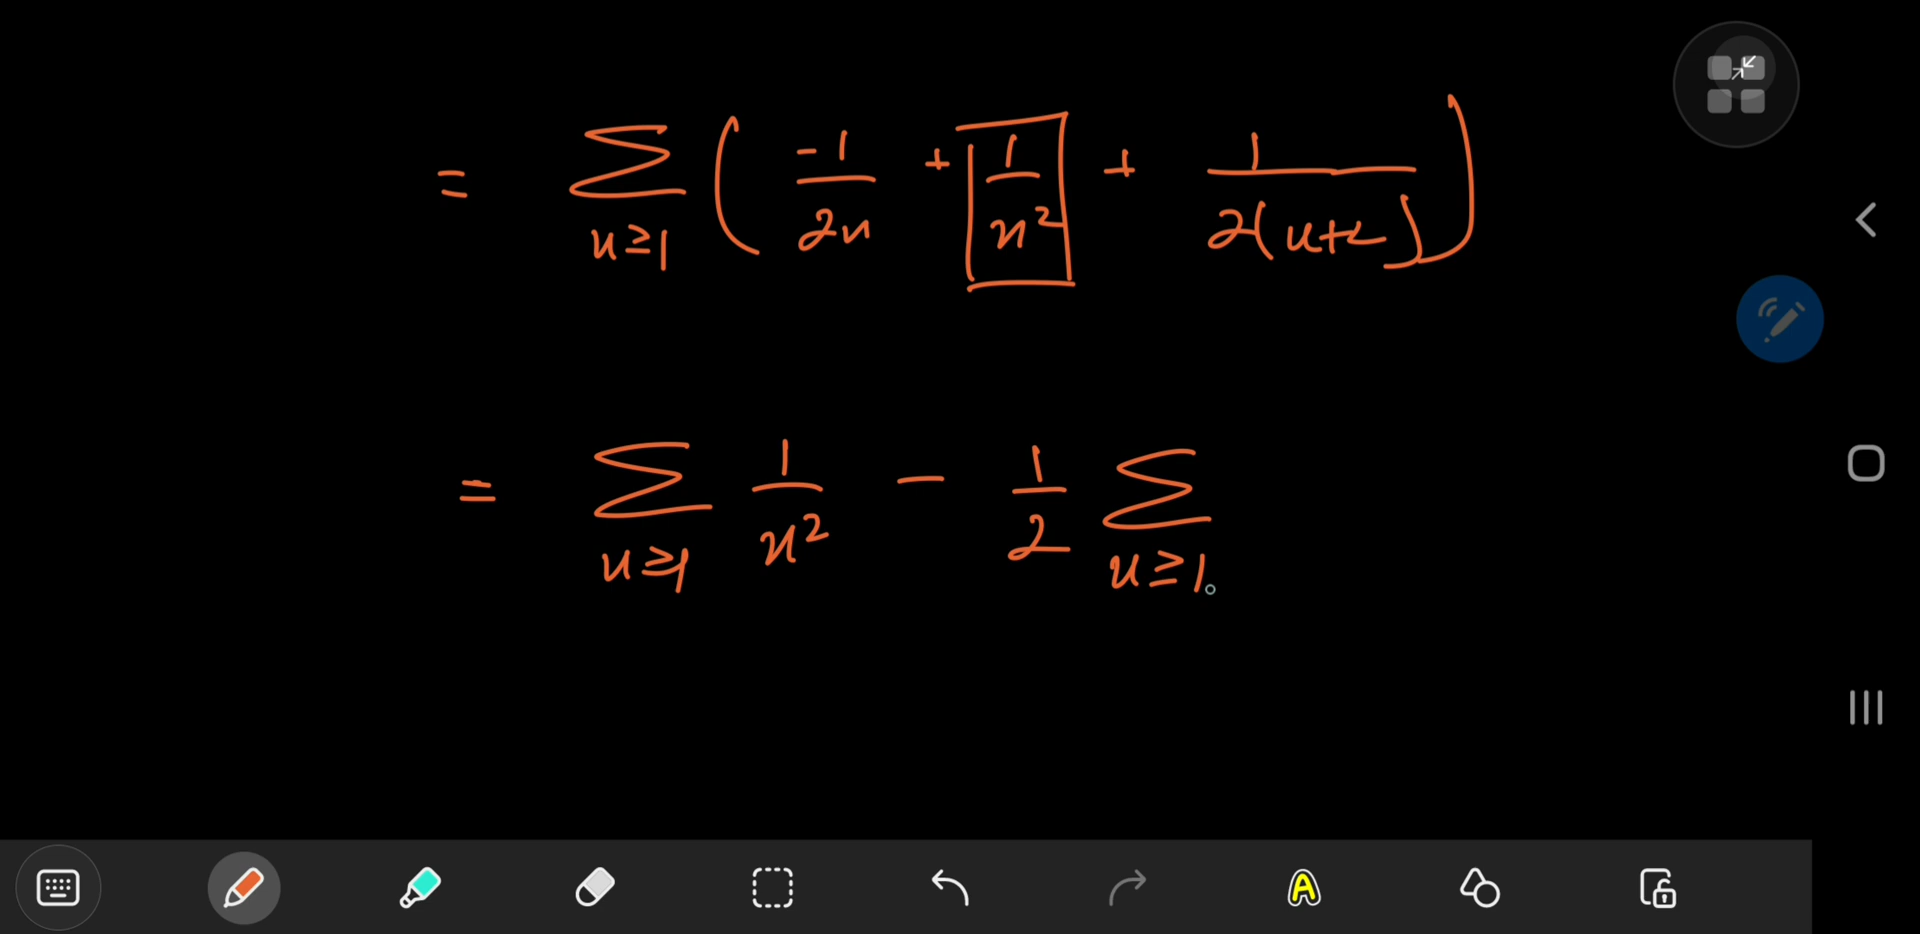 = ∑ n≥1 ( -1/2n + 1/n² + 1/2(n+2) )
= ∑ n≥1 1/n² - 1/2 ∑ n≥1
A